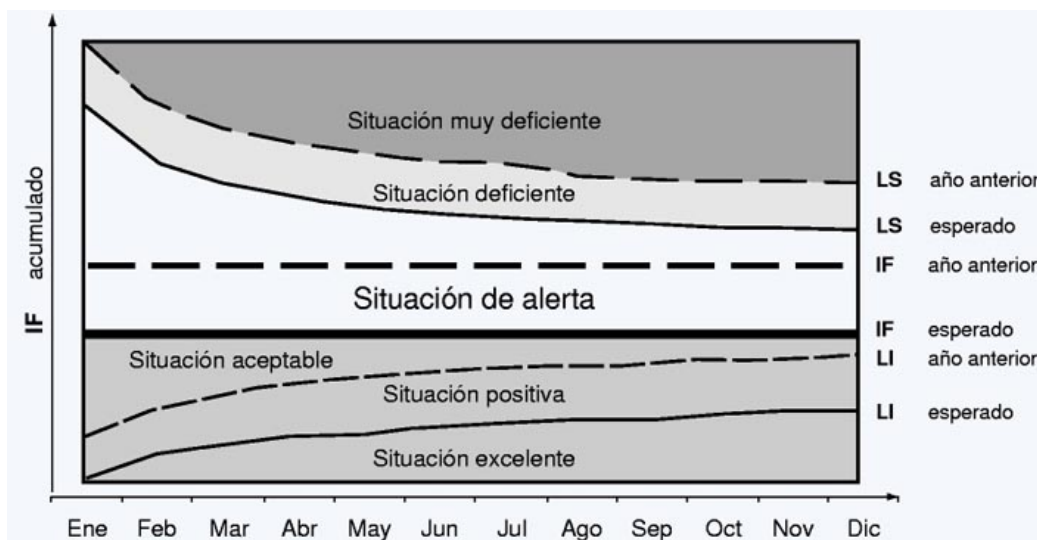 Situación muy deficiente
LS año anterior
Situación deficiente
LS esperado
IF año anterior
Situación de alerta
IF esperado
Situación aceptable
LI año anterior
Situación positiva
LI esperado
Situación excelente
IF acumulado
Ene Feb Mar Abr May Jun Jul Ago Sep Oct Nov Dic